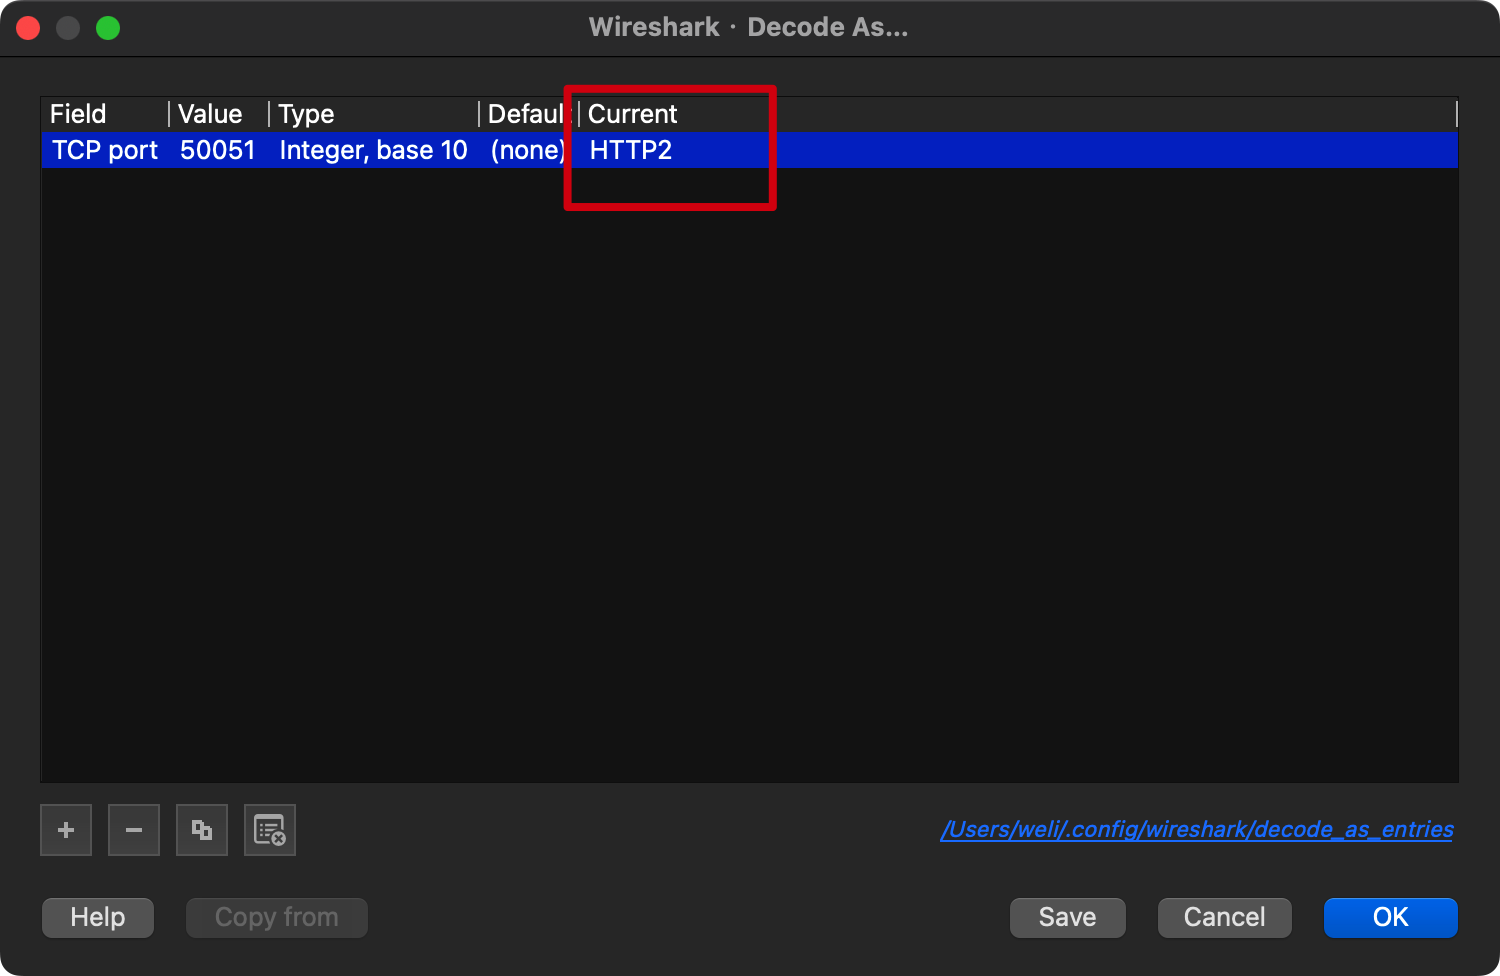 Wireshark · Decode As...
Field Value Type Default Current
TCP port 50051 Integer, base 10 (none) HTTP2
/Users/weli/.config/wireshark/decode_as_entries
Help Copy from Save Cancel OK